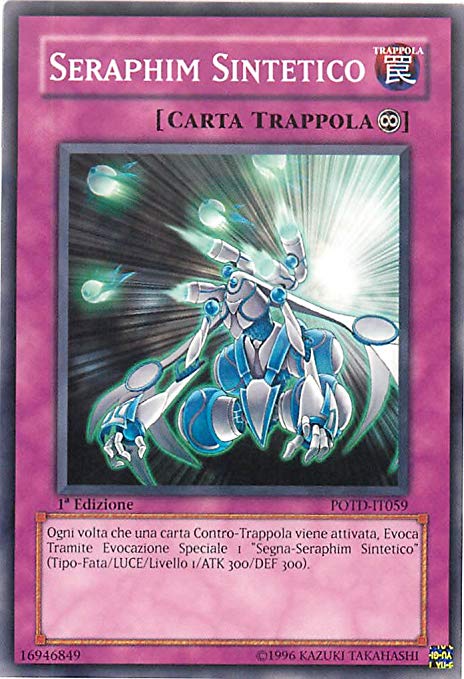 SERAPHIM SINTETICO
TRAPPOLA
罠
[CARTA TRAPPOLA]
1ª Edizione
POTD-IT059
Ogni volta che una carta Contro-Trappola viene attivata, Evoca
Tramite Evocazione Speciale 1 "Segna-Seraphim Sintetico"
(Tipo-Fata/LUCE/Livello 1/ATK 300/DEF 300).
16946849
©1996 KAZUKI TAKAHASHI